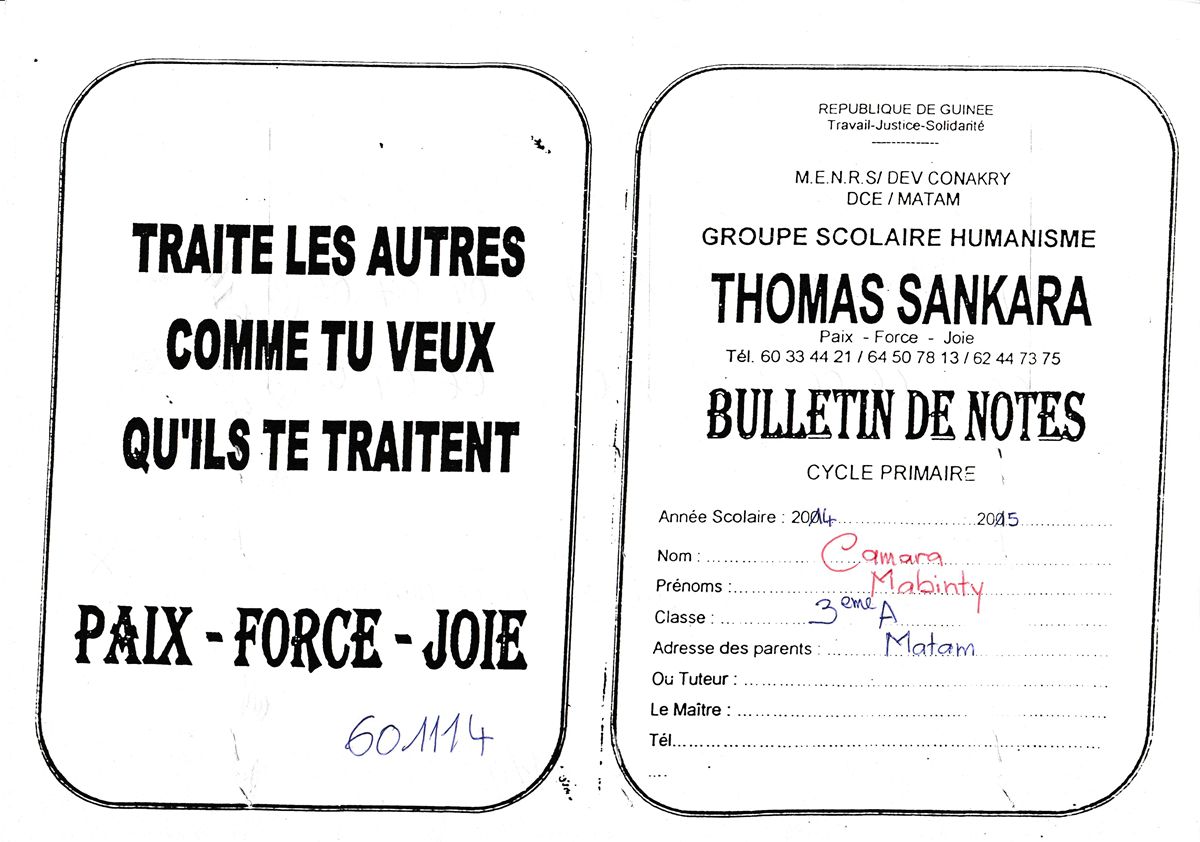 TRAITE LES AUTRES
COMME TU VEUX
QU'ILS TE TRAITENT
PAIX - FORCE - JOIE
601114
REPUBLIQUE DE GUINEE
Travail-Justice-Solidarité
-------------
M.E.N.R.S/ DEV CONAKRY
DCE / MATAM
GROUPE SCOLAIRE HUMANISME
THOMAS SANKARA
Paix - Force - Joie
Tél. 60 33 44 21 / 64 50 78 13 / 62 44 73 75
BULLETIN DE NOTES
CYCLE PRIMAIRE
Année Scolaire : 2014 2015
Nom : Camara
Prénoms : Mabinty
Classe : 3eme A
Adresse des parents : Matam
Ou Tuteur :
Le Maître :
Tél.